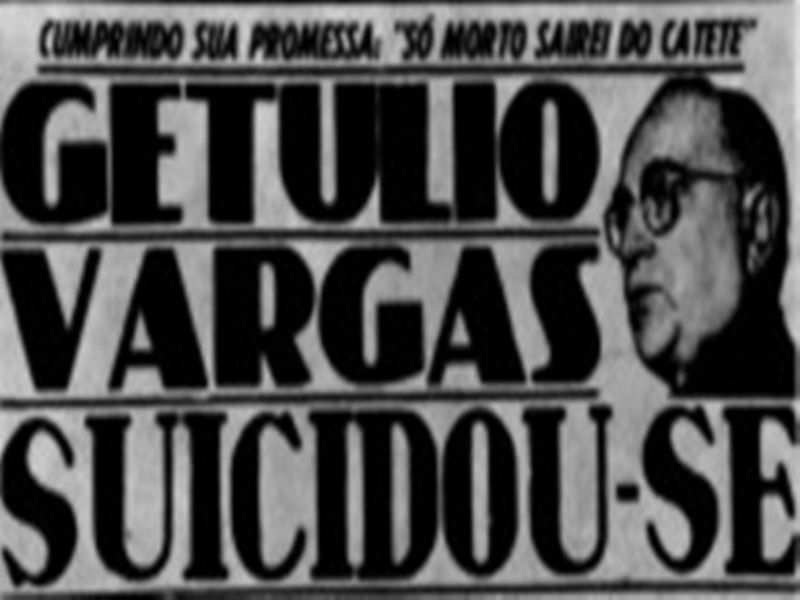 CUMPRINDO SUA PROMESSA: "SÓ MORTO SAIREI DO CATETE"
GETULIO
VARGAS
SUICIDOU-SE